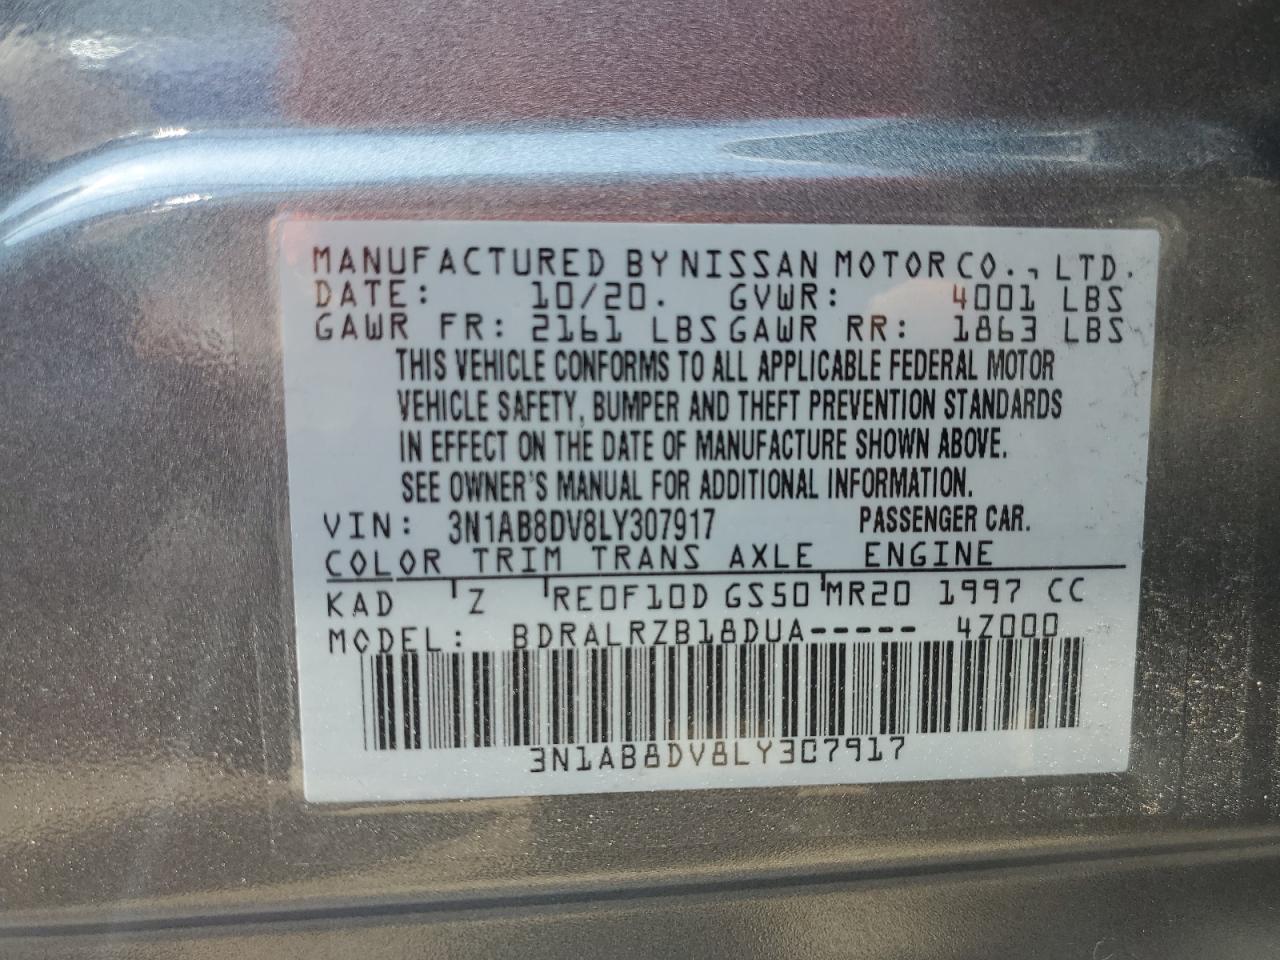 MANUFACTURED BY NISSAN MOTOR CO., LTD.
DATE: 10/20. GVWR: 4001 LBS
GAWR FR: 2161 LBS GAWR RR: 1863 LBS
THIS VEHICLE CONFORMS TO ALL APPLICABLE FEDERAL MOTOR
VEHICLE SAFETY, BUMPER AND THEFT PREVENTION STANDARDS
IN EFFECT ON THE DATE OF MANUFACTURE SHOWN ABOVE.
SEE OWNER'S MANUAL FOR ADDITIONAL INFORMATION.
VIN: 3N1AB8DV8LY307917 PASSENGER CAR.
COLOR TRIM TRANS AXLE ENGINE
KAD Z RE0F10D GS50 MR20 1997 CC
MODEL: BDRALRZB18DUA----- 4Z000
3N1AB8DV8LY307917